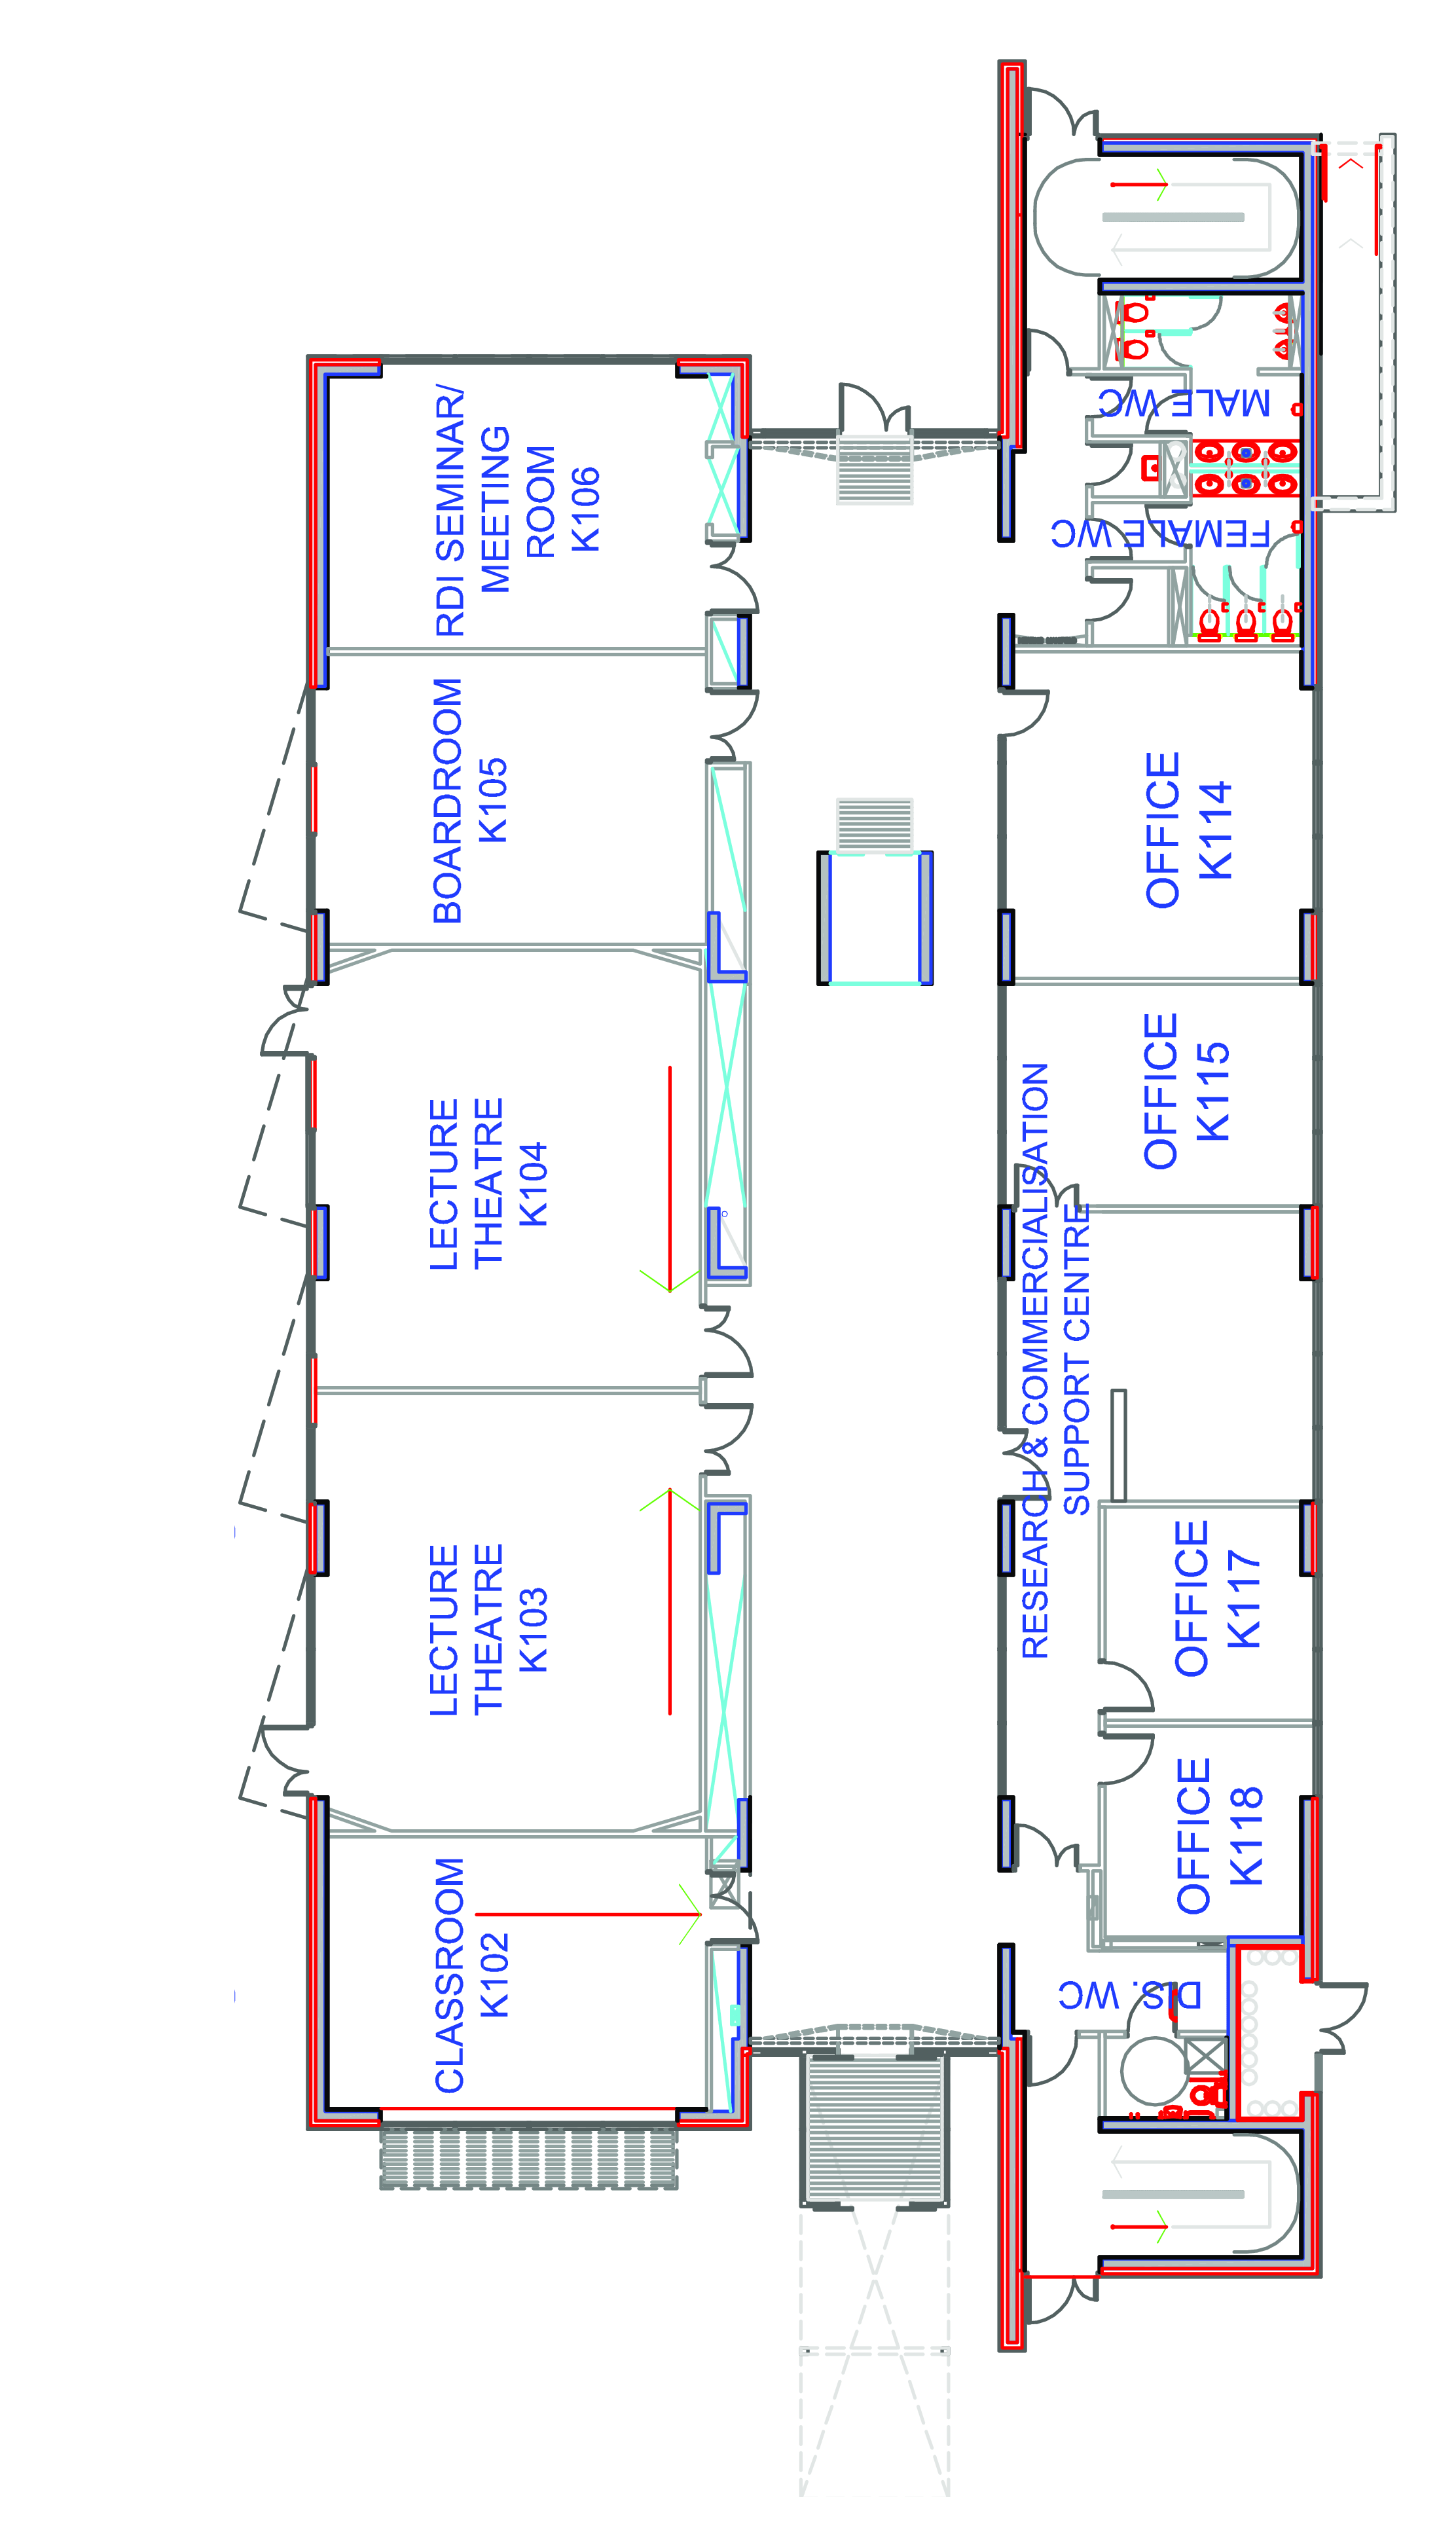 RDI SEMINAR/
MEETING
ROOM
K106
BOARDROOM
K105
LECTURE
THEATRE
K104
LECTURE
THEATRE
K103
CLASSROOM
K102
MALE WC
FEMALE WC
OFFICE
K114
OFFICE
K115
RESEARCH & COMMERCIALISATION
SUPPORT CENTRE
OFFICE
K117
OFFICE
K118
DIS. WC